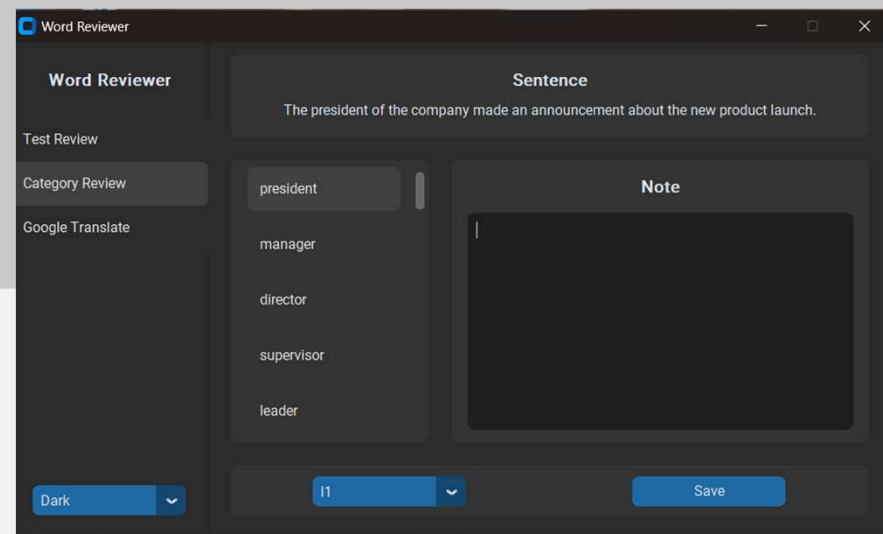 Word Reviewer
Word Reviewer
Test Review
Category Review
Google Translate
Dark
Sentence
The president of the company made an announcement about the new product launch.
president
manager
director
supervisor
leader
Note
l1
Save